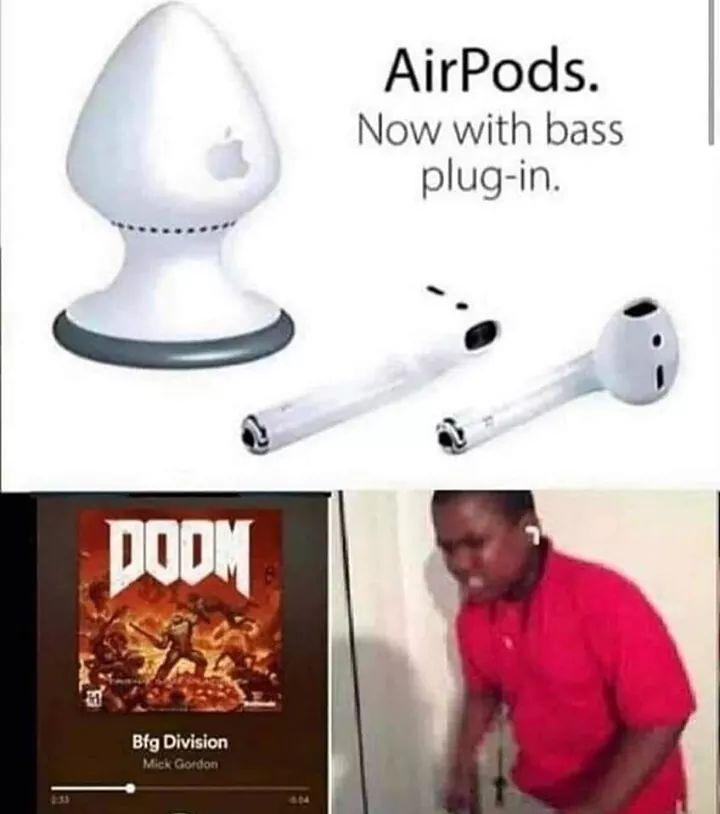 AirPods.
Now with bass
plug-in.
DOOM
Bfg Division
Mick Gordon